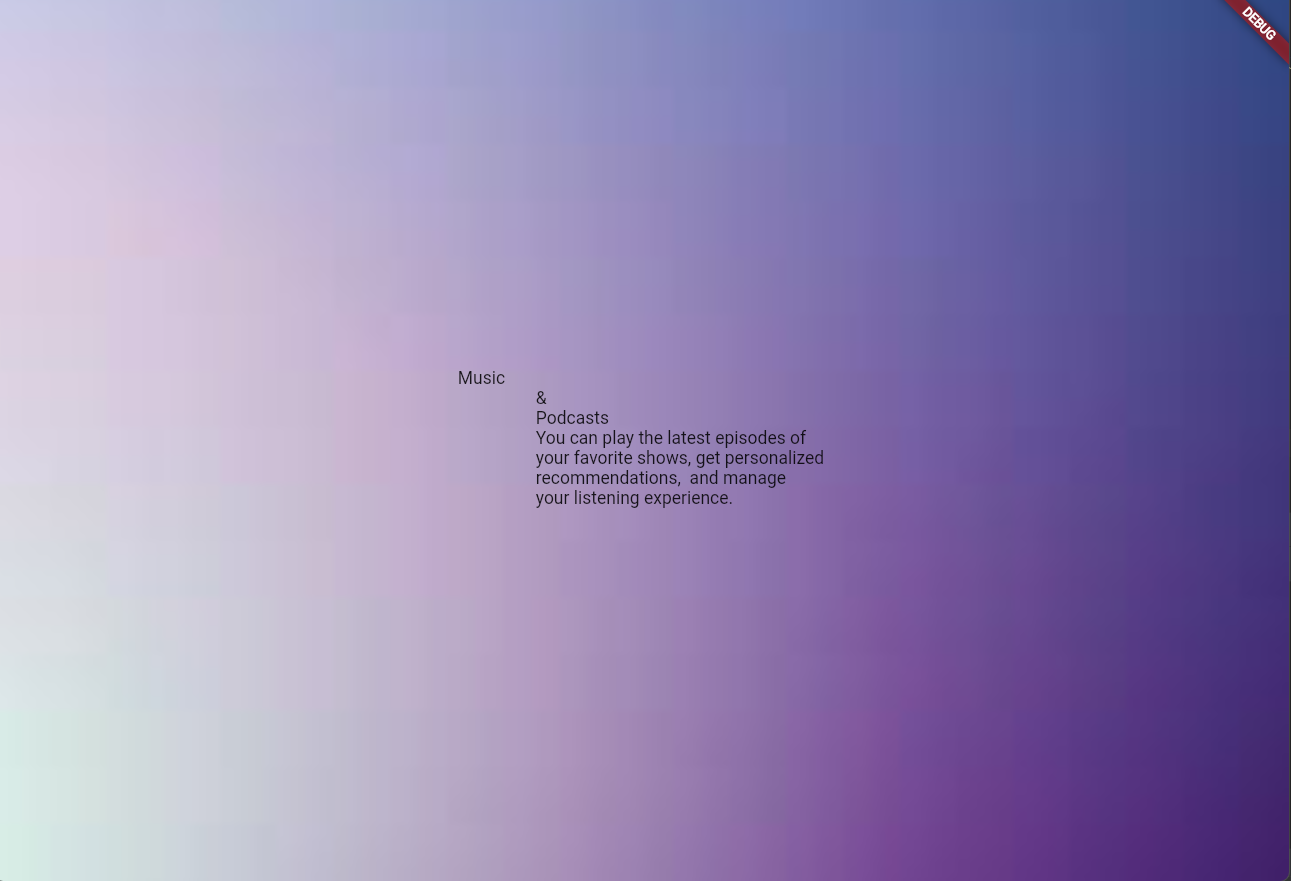 DEBUG
Music
&
Podcasts
You can play the latest episodes of
your favorite shows, get personalized
recommendations,  and manage
your listening experience.